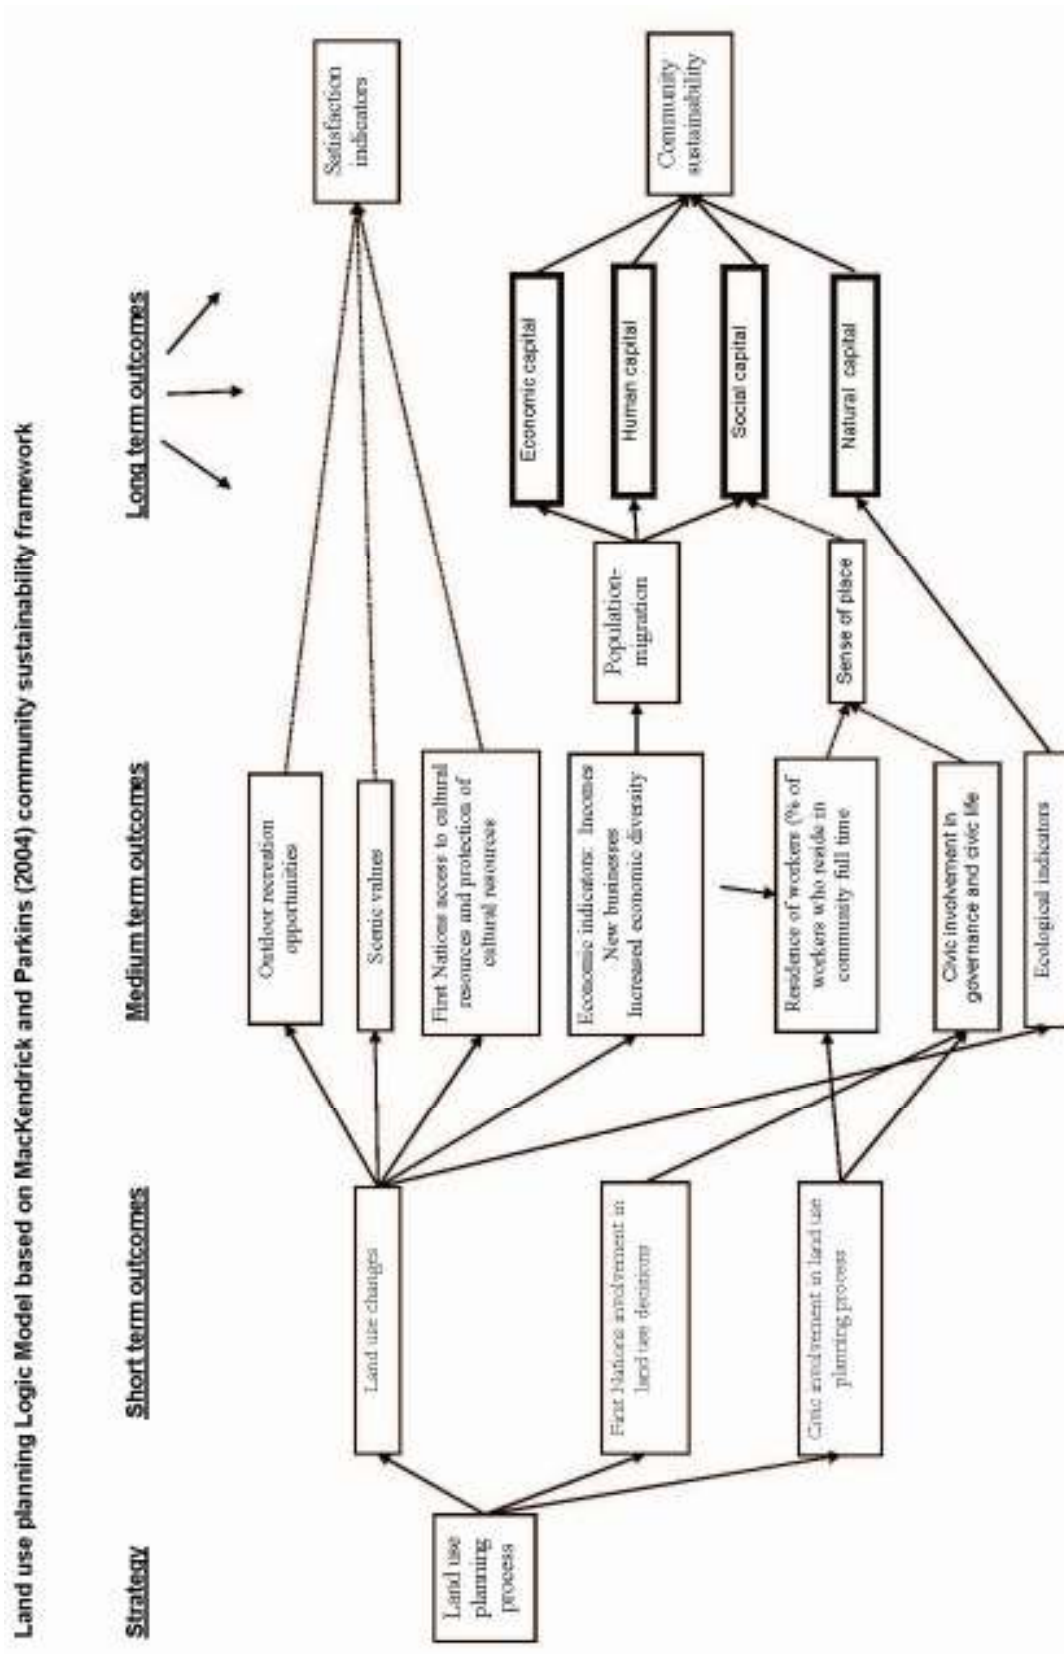 Land use planning Logic Model based on MacKendrick and Parkins (2004) community sustainability framework
Strategy
Short term outcomes
Medium term outcomes
Long term outcomes
Land use
planning
process
Land use changes
First Nations involvement in
land use decisions
Civic involvement in land use
planning process
Outdoor recreation
opportunities
Scenic values
First Nations access to cultural
resources and protection of
cultural resources
Economic indicators: Incomes
New businesses
Increased economic diversity
Residence of workers (% of
workers who reside in
community full time
Civic involvement in
governance and civic life
Ecological indicators
Population-
migration
Sense of place
Economic capital
Human capital
Social capital
Natural capital
Satisfaction
indicators
Community
sustainability